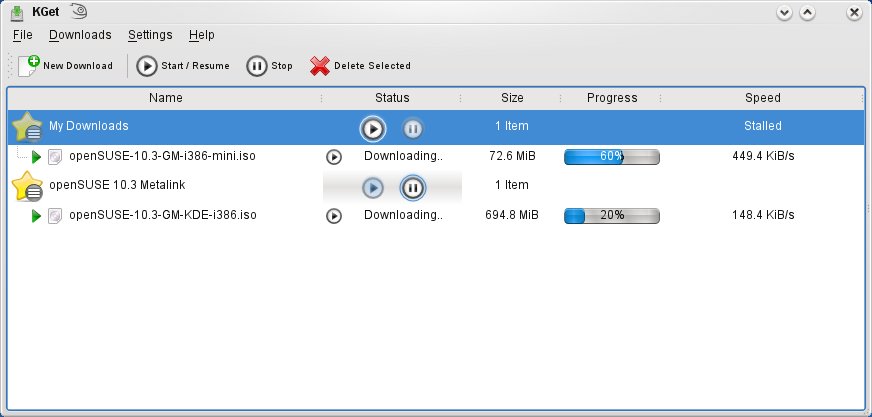 KGet
File Downloads Settings Help
New Download Start / Resume Stop Delete Selected
Name Status Size Progress Speed
My Downloads 1 Item Stalled
openSUSE-10.3-GM-i386-mini.iso Downloading.. 72.6 MiB 60% 449.4 KiB/s
openSUSE 10.3 Metalink 1 Item
openSUSE-10.3-GM-KDE-i386.iso Downloading.. 694.8 MiB 20% 148.4 KiB/s